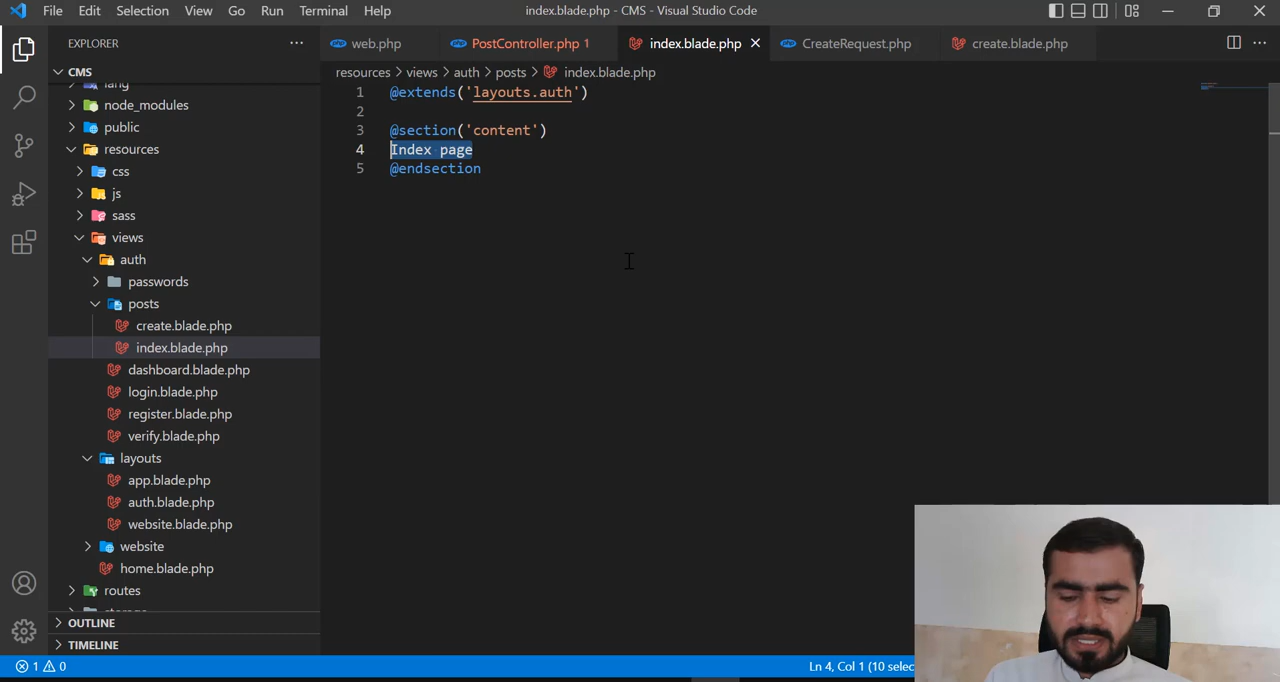 File Edit Selection View Go Run Terminal Help
index.blade.php - CMS - Visual Studio Code
EXPLORER
web.php
PostController.php 1
index.blade.php
CreateRequest.php
create.blade.php
CMS
resources > views > auth > posts > index.blade.php
lang
node_modules
public
resources
css
js
sass
views
auth
passwords
posts
create.blade.php
index.blade.php
dashboard.blade.php
login.blade.php
register.blade.php
verify.blade.php
layouts
app.blade.php
auth.blade.php
website.blade.php
website
home.blade.php
routes
OUTLINE
TIMELINE
1 @extends('layouts.auth')
2
3 @section('content')
4 Index page
5 @endsection
1 0
Ln 4, Col 1 (10 selec